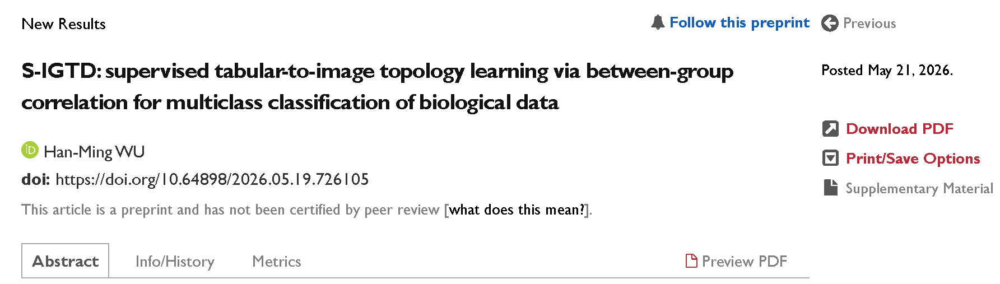 New Results
Follow this preprint
Previous
S-IGTD: supervised tabular-to-image topology learning via between-group
correlation for multiclass classification of biological data
Posted May 21, 2026.
Download PDF
Print/Save Options
Supplementary Material
iD Han-Ming WU
doi: https://doi.org/10.64898/2026.05.19.726105
This article is a preprint and has not been certified by peer review [what does this mean?].
Abstract
Info/History
Metrics
Preview PDF